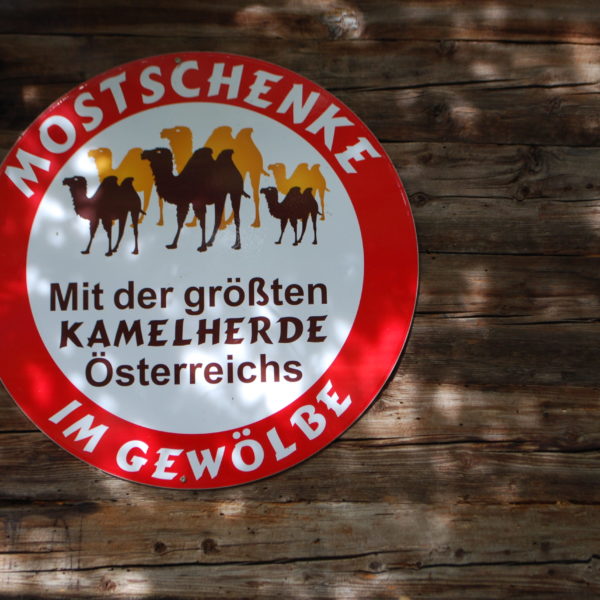 MOSTSCHENKE
Mit der größten
KAMELHERDE
Österreichs
IM GEWÖLBE